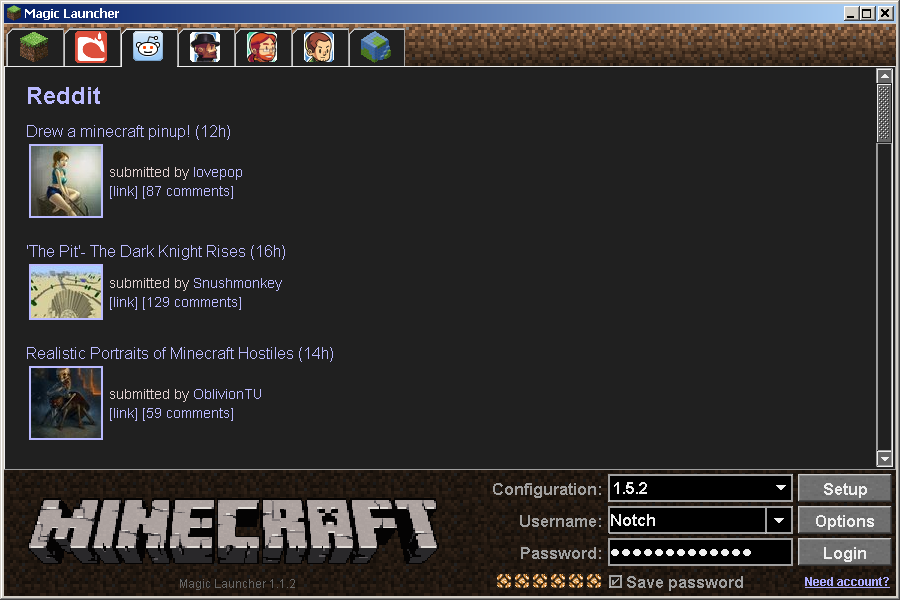 Magic Launcher
Reddit
Drew a minecraft pinup! (12h)
submitted by lovepop
[link] [87 comments]
'The Pit'- The Dark Knight Rises (16h)
submitted by Snushmonkey
[link] [129 comments]
Realistic Portraits of Minecraft Hostiles (14h)
submitted by OblivionTU
[link] [59 comments]
MINECRAFT
Magic Launcher 1.1.2
Configuration: 1.5.2 Setup
Username: Notch Options
Password: ●●●●●●●●●●●●● Login
Save password Need account?